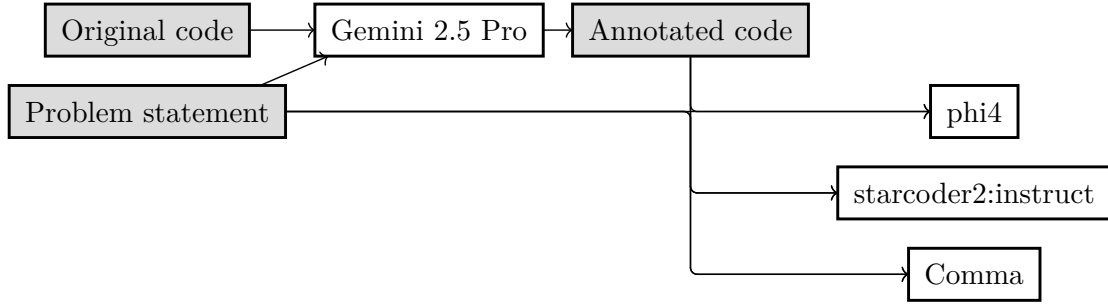 Original code
Gemini 2.5 Pro
Annotated code
Problem statement
phi4
starcoder2:instruct
Comma